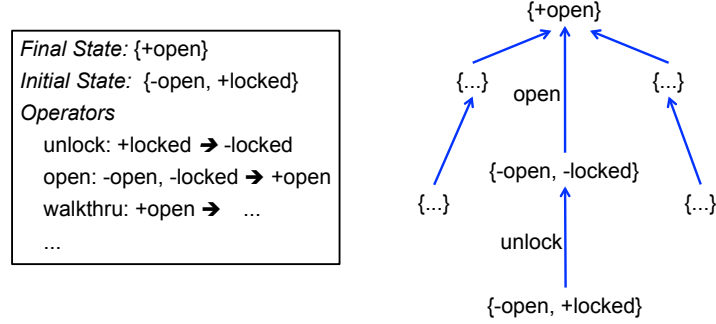 Final State: {+open}
Initial State: {-open, +locked}
Operators
unlock: +locked ➔ -locked
open: -open, -locked ➔ +open
walkthru: +open ➔ ...
...
{+open}
{...}
{...}
open
{-open, -locked}
{...}
{...}
unlock
{-open, +locked}